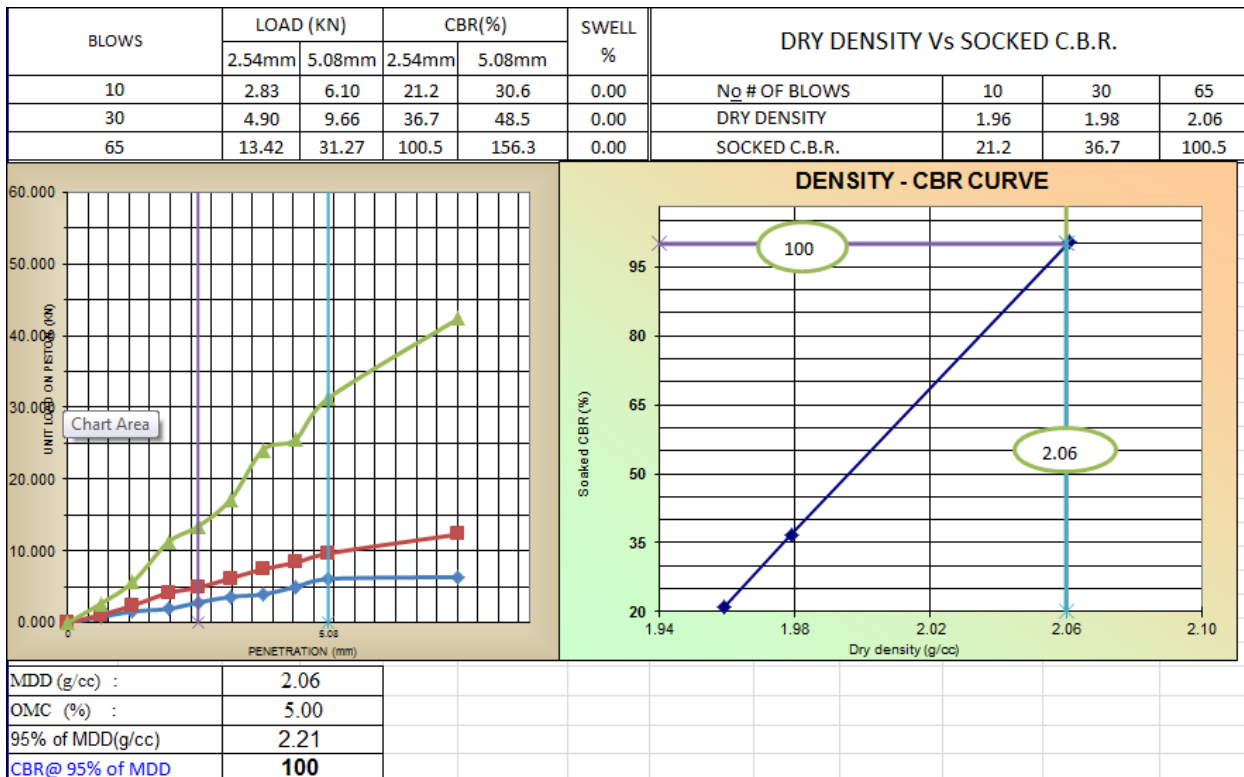 BLOWS LOAD (KN) CBR(%) SWELL % DRY DENSITY Vs SOCKED C.B.R.
2.54mm 5.08mm 2.54mm 5.08mm
10 2.83 6.10 21.2 30.6 0.00 No # OF BLOWS 10 30 65
30 4.90 9.66 36.7 48.5 0.00 DRY DENSITY 1.96 1.98 2.06
65 13.42 31.27 100.5 156.3 0.00 SOCKED C.B.R. 21.2 36.7 100.5
60.000
50.000
40.000
30.000
20.000
10.000
0.000
UNIT LOAD ON PISTON (KN)
Chart Area
0 5.08
PENETRATION (mm)
DENSITY - CBR CURVE
100
2.06
95
80
65
50
35
20
Soaked CBR (%)
1.94 1.98 2.02 2.06 2.10
Dry density (g/cc)
MDD (g/cc) : 2.06
OMC (%) : 5.00
95% of MDD(g/cc) 2.21
CBR@ 95% of MDD 100